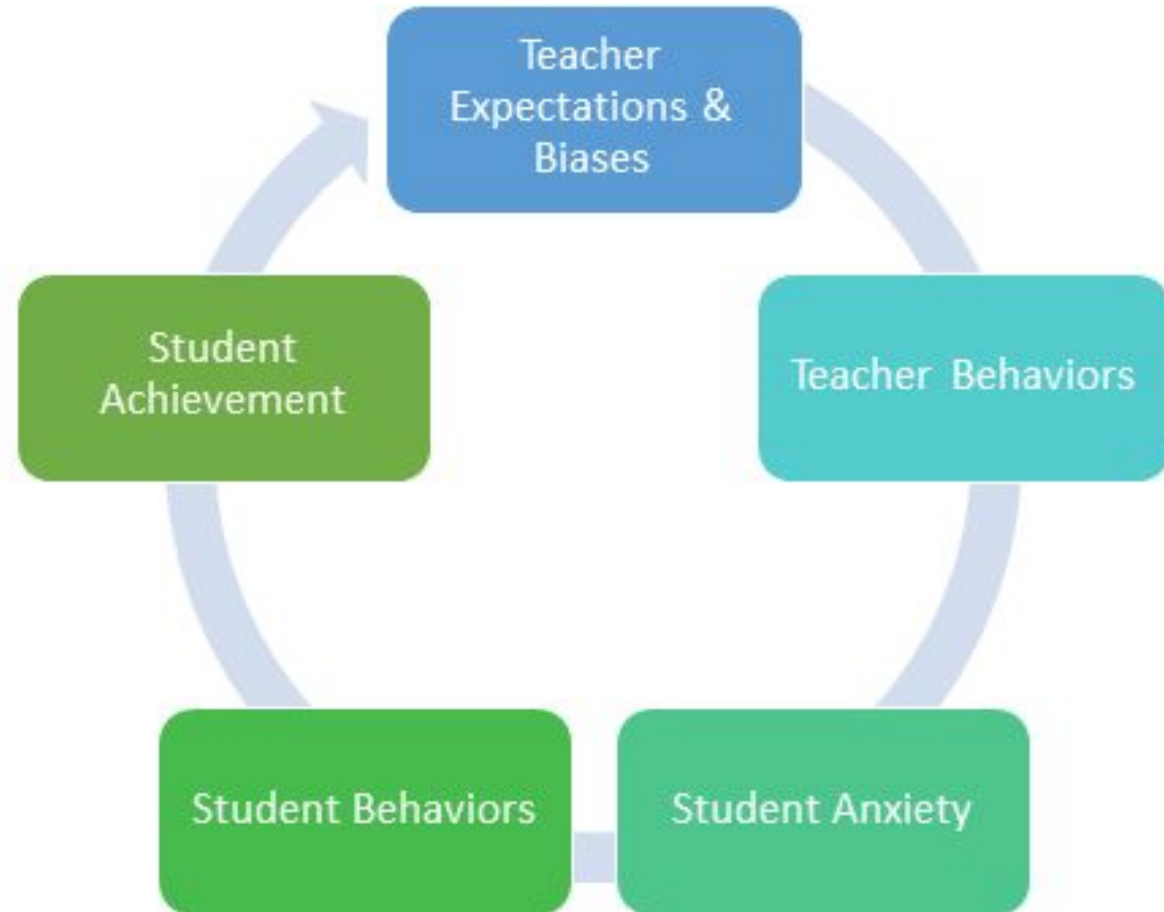 Teacher
Expectations &
Biases
Teacher Behaviors
Student Anxiety
Student Behaviors
Student
Achievement